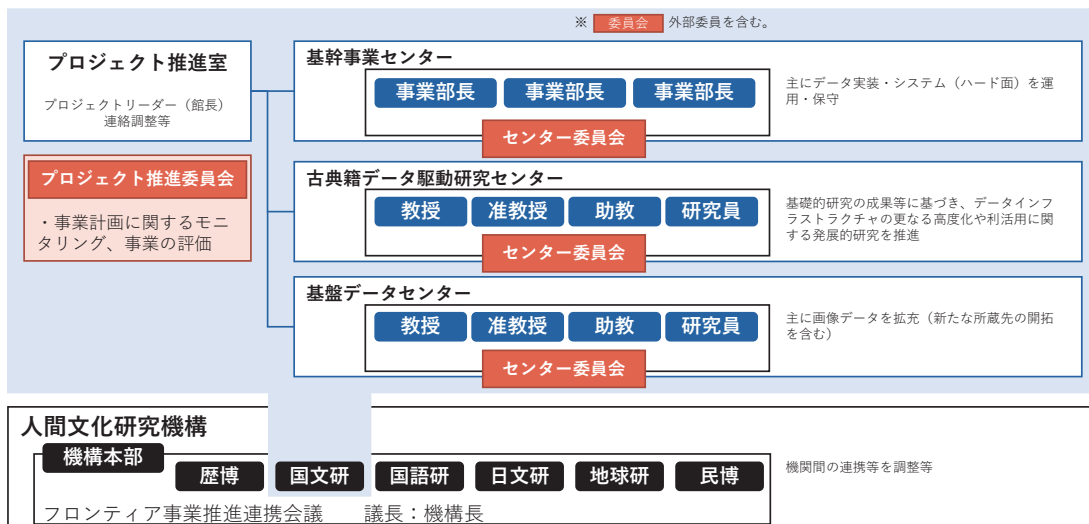 ※ 委員会 外部委員を含む。
プロジェクト推進室
プロジェクトリーダー（館長）
連絡調整等
プロジェクト推進委員会
・事業計画に関するモニ
タリング、事業の評価
基幹事業センター
事業部長 事業部長 事業部長
センター委員会
主にデータ実装・システム（ハード面）を運
用・保守
古典籍データ駆動研究センター
教授 准教授 助教 研究員
センター委員会
基礎的研究の成果等に基づき、データインフ
ラストラクチャの更なる高度化や利活用に関
する発展的研究を推進
基盤データセンター
教授 准教授 助教 研究員
センター委員会
主に画像データを拡充（新たな所蔵先の開拓
を含む）
人間文化研究機構
機構本部
歴博 国文研 国語研 日文研 地球研 民博
フロンティア事業推進連携会議 議長：機構長
機関間の連携等を調整等